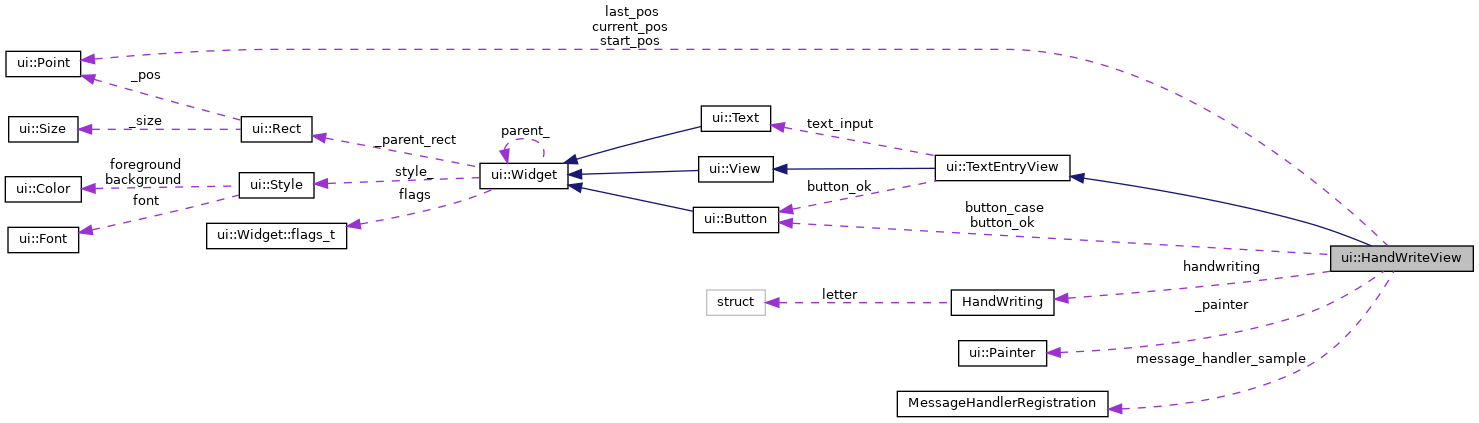 last_pos
current_pos
start_pos
ui::Point
_pos
ui::Size
_size
ui::Rect
_parent_rect
parent_
ui::Text
text_input
ui::Color
foreground
background
ui::Style
style_
ui::Widget
ui::View
ui::TextEntryView
font
flags
button_ok
ui::Font
ui::Widget::flags_t
ui::Button
button_case
button_ok
ui::HandWriteView
handwriting
struct
letter
HandWriting
_painter
ui::Painter
message_handler_sample
MessageHandlerRegistration